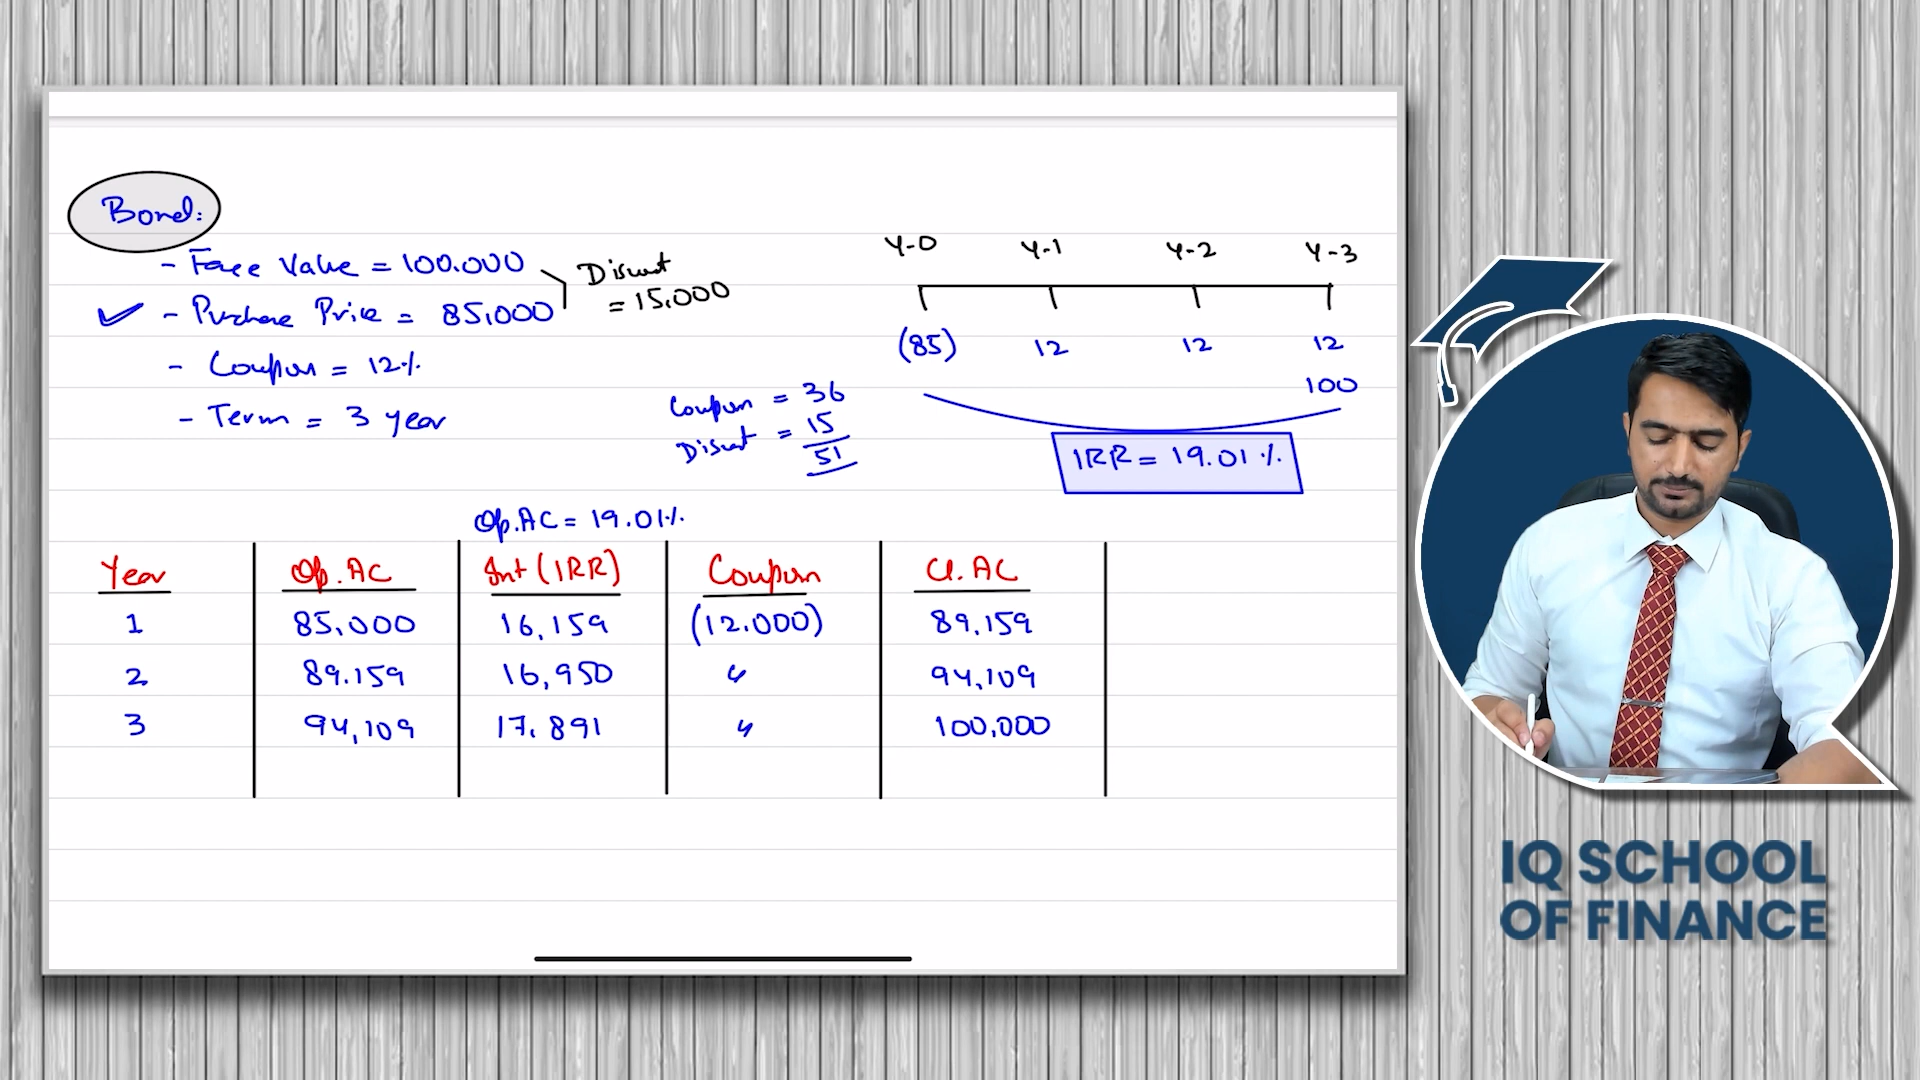 Bond:
- Face Value = 100.000
- Purchase Price = 85,000
Discount
= 15,000
- Coupon = 12%
- Term = 3 year
Y-0 Y-1 Y-2 Y-3
(85) 12 12 12
100
Coupon = 36
Discount = 15
51
IRR = 19.01%
Op.AC = 19.01%
Year Op.AC Int (IRR) Coupon Cl.AC
1 85,000 16,159 (12.000) 89,159
2 89.159 16,950 " 94,109
3 94,109 17,891 " 100,000
IQ SCHOOL
OF FINANCE